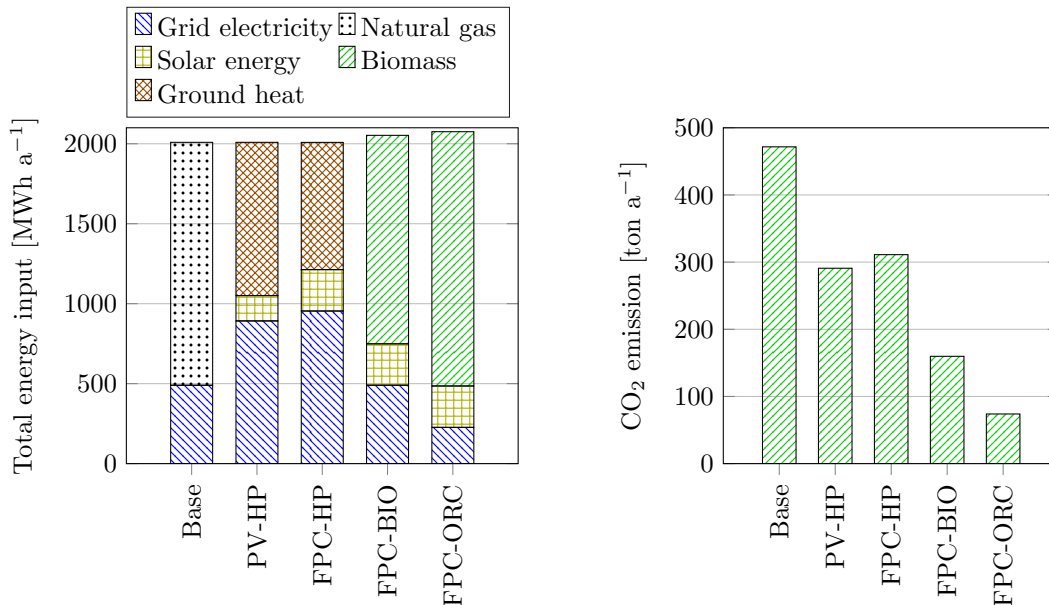 Grid electricity Natural gas
Solar energy Biomass
Ground heat
Total energy input [MWh a⁻¹]
2000
1500
1000
500
0
Base
PV-HP
FPC-HP
FPC-BIO
FPC-ORC
CO₂ emission [ton a⁻¹]
500
400
300
200
100
0
Base
PV-HP
FPC-HP
FPC-BIO
FPC-ORC